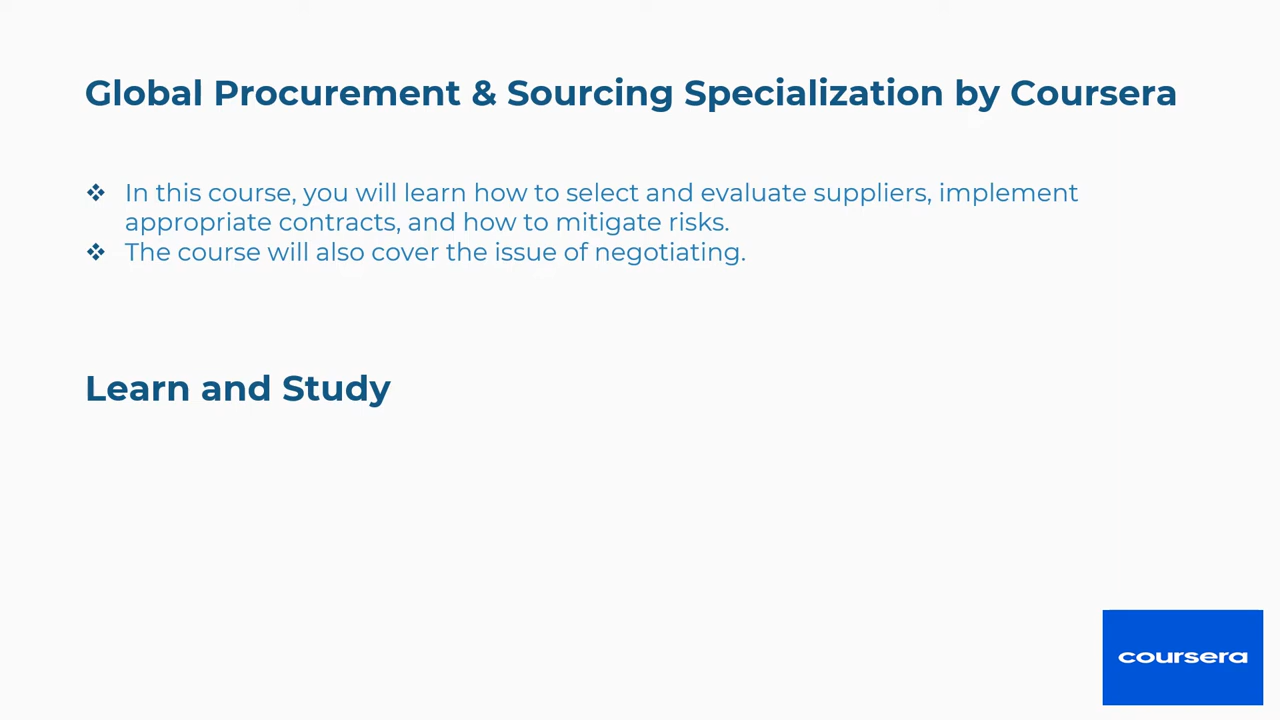 Global Procurement & Sourcing Specialization by Coursera
❖ In this course, you will learn how to select and evaluate suppliers, implement
appropriate contracts, and how to mitigate risks.
❖ The course will also cover the issue of negotiating.
Learn and Study
coursera